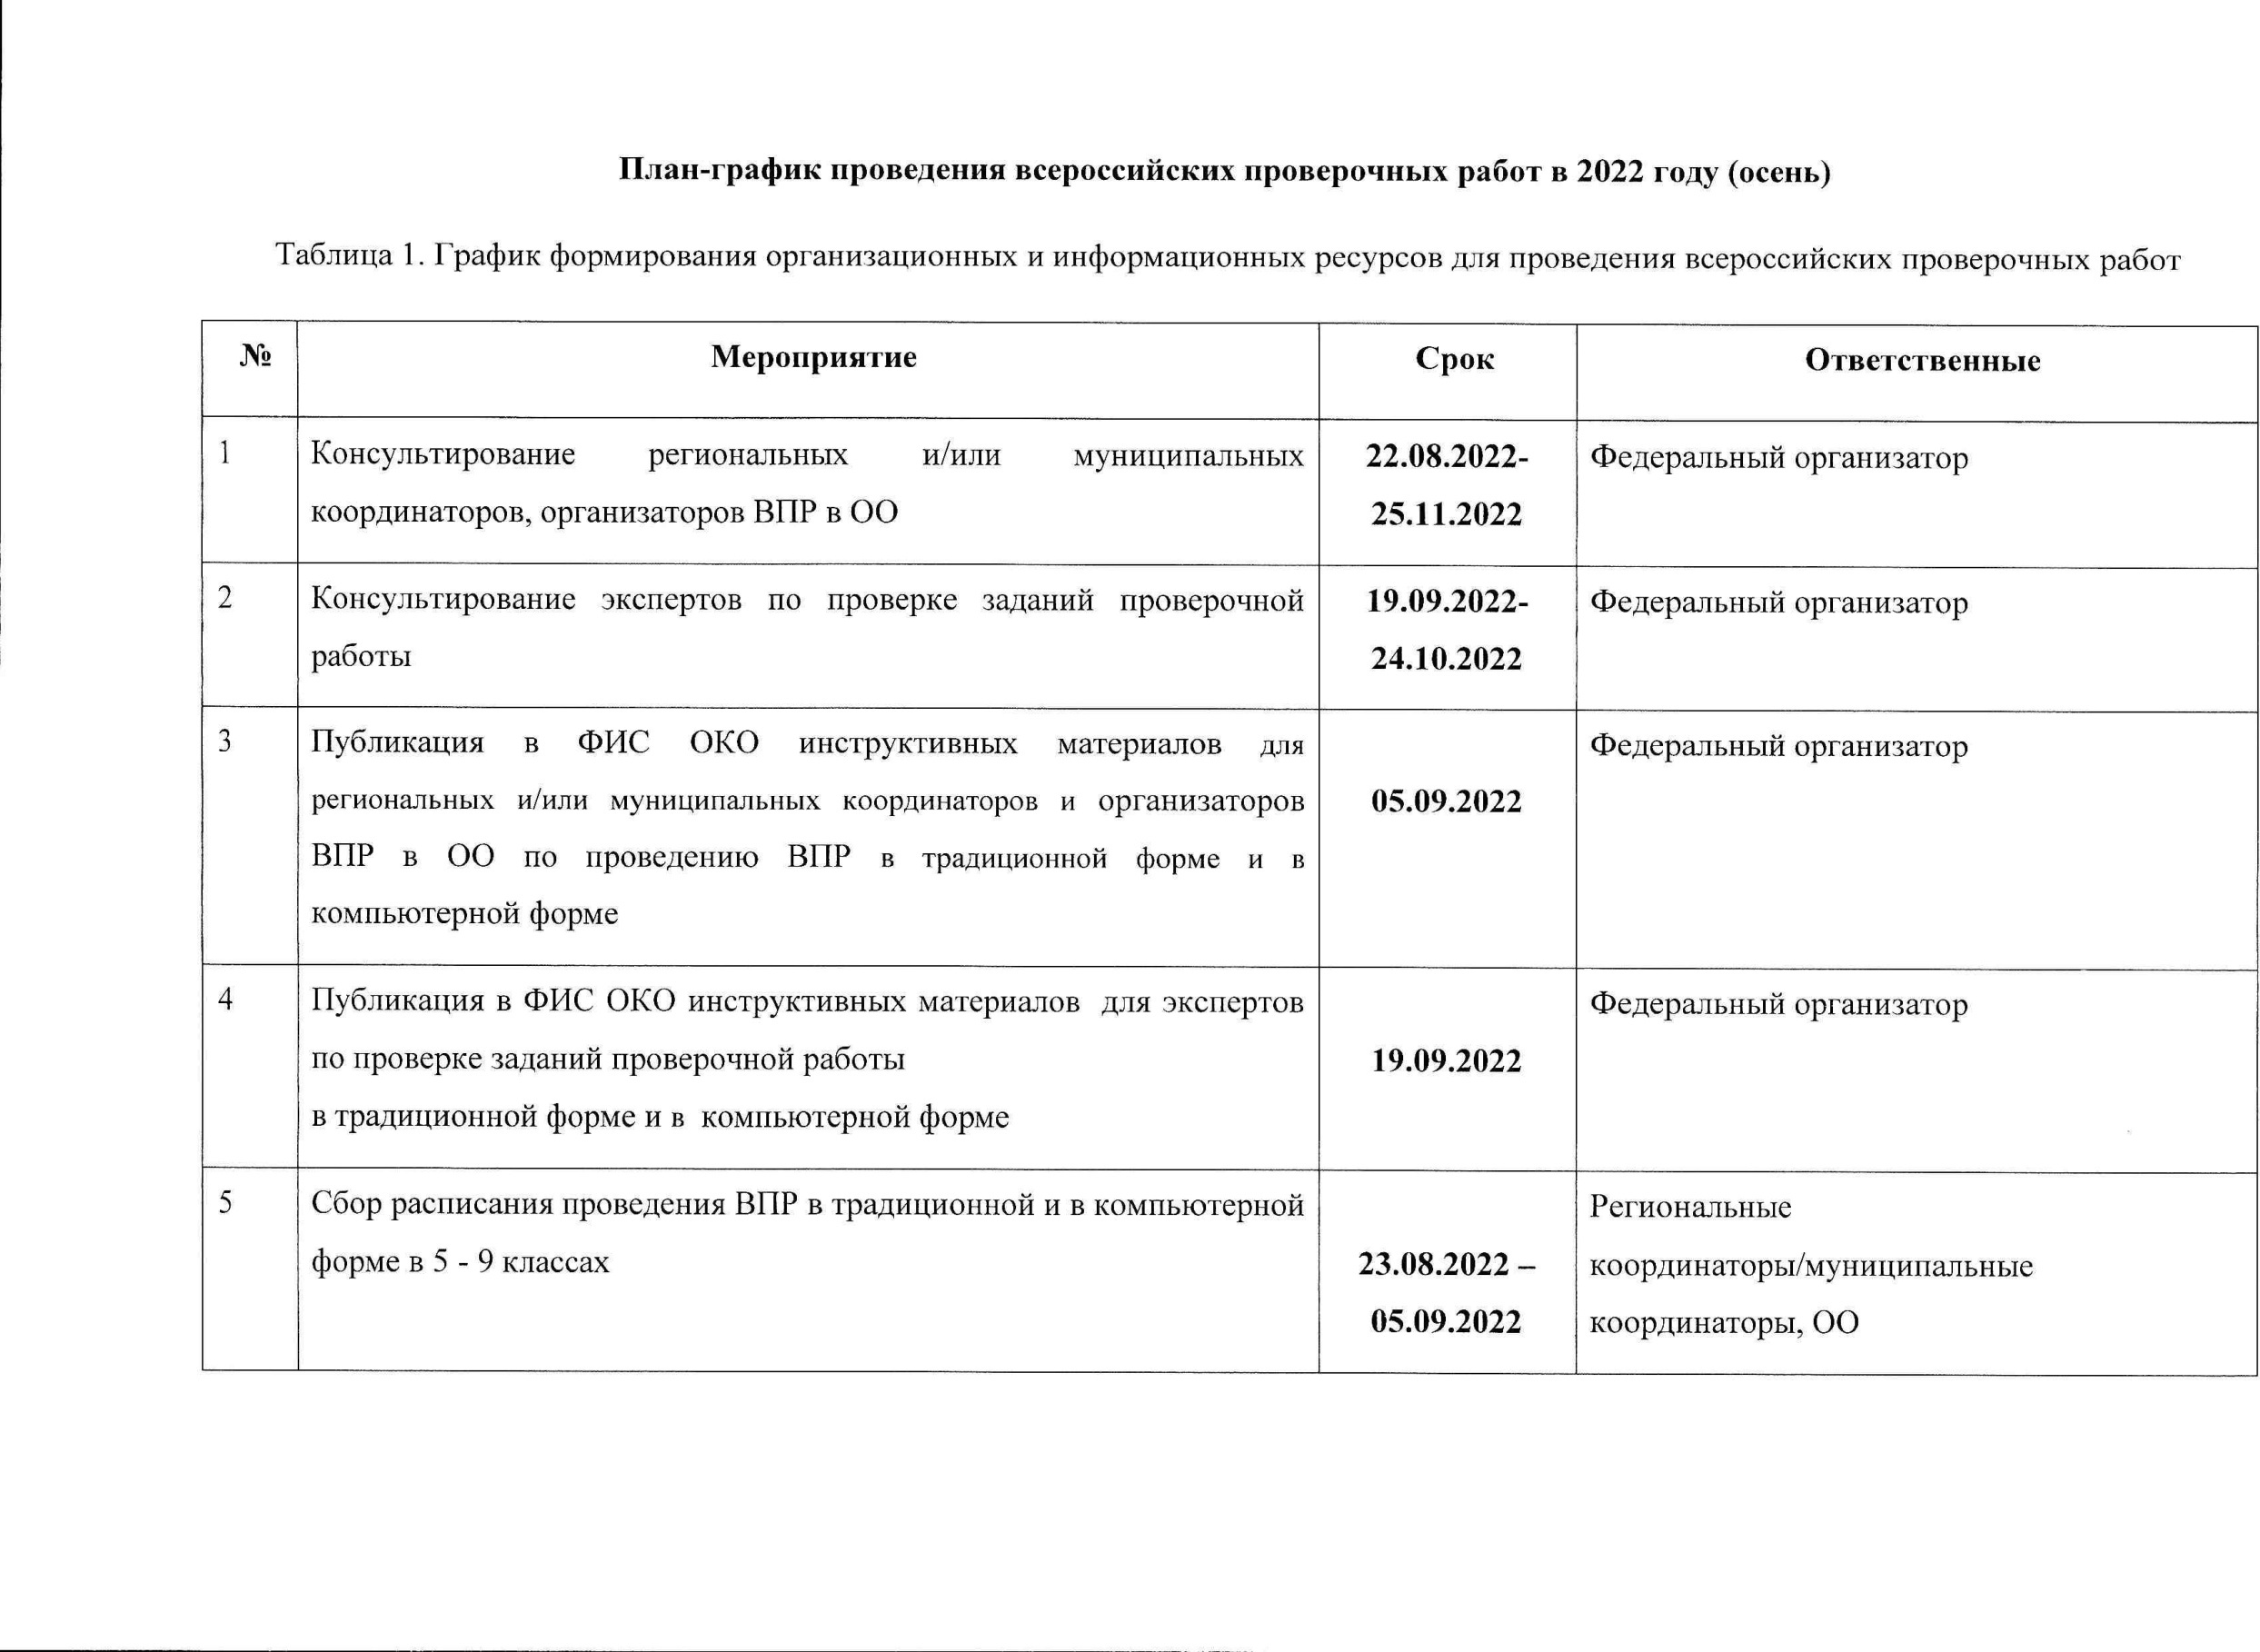 План-график проведения всероссийских проверочных работ в 2022 году (осень)
Таблица 1. График формирования организационных и информационных ресурсов для проведения всероссийских проверочных работ
№ Мероприятие Срок Ответственные
1 Консультирование региональных и/или муниципальных 22.08.2022- Федеральный организатор
координаторов, организаторов ВПР в ОО 25.11.2022
2 Консультирование экспертов по проверке заданий проверочной 19.09.2022- Федеральный организатор
работы 24.10.2022
3 Публикация в ФИС ОКО инструктивных материалов для Федеральный организатор
региональных и/или муниципальных координаторов и организаторов 05.09.2022
ВПР в ОО по проведению ВПР в традиционной форме и в
компьютерной форме
4 Публикация в ФИС ОКО инструктивных материалов для экспертов Федеральный организатор
по проверке заданий проверочной работы 19.09.2022
в традиционной форме и в компьютерной форме
5 Сбор расписания проведения ВПР в традиционной и в компьютерной Региональные
форме в 5 - 9 классах 23.08.2022 – координаторы/муниципальные
05.09.2022 координаторы, ОО